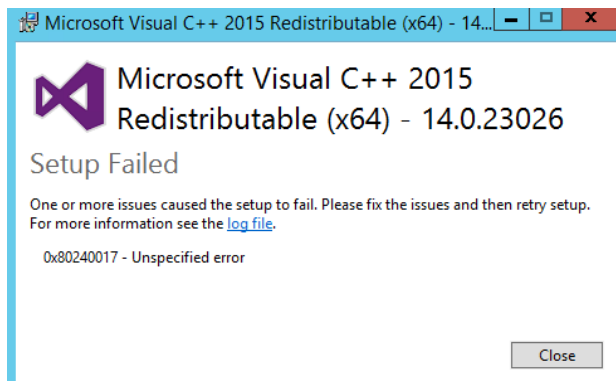 Microsoft Visual C++ 2015 Redistributable (x64) - 14...
Microsoft Visual C++ 2015
Redistributable (x64) - 14.0.23026
Setup Failed
One or more issues caused the setup to fail. Please fix the issues and then retry setup.
For more information see the log file.
0x80240017 - Unspecified error
Close